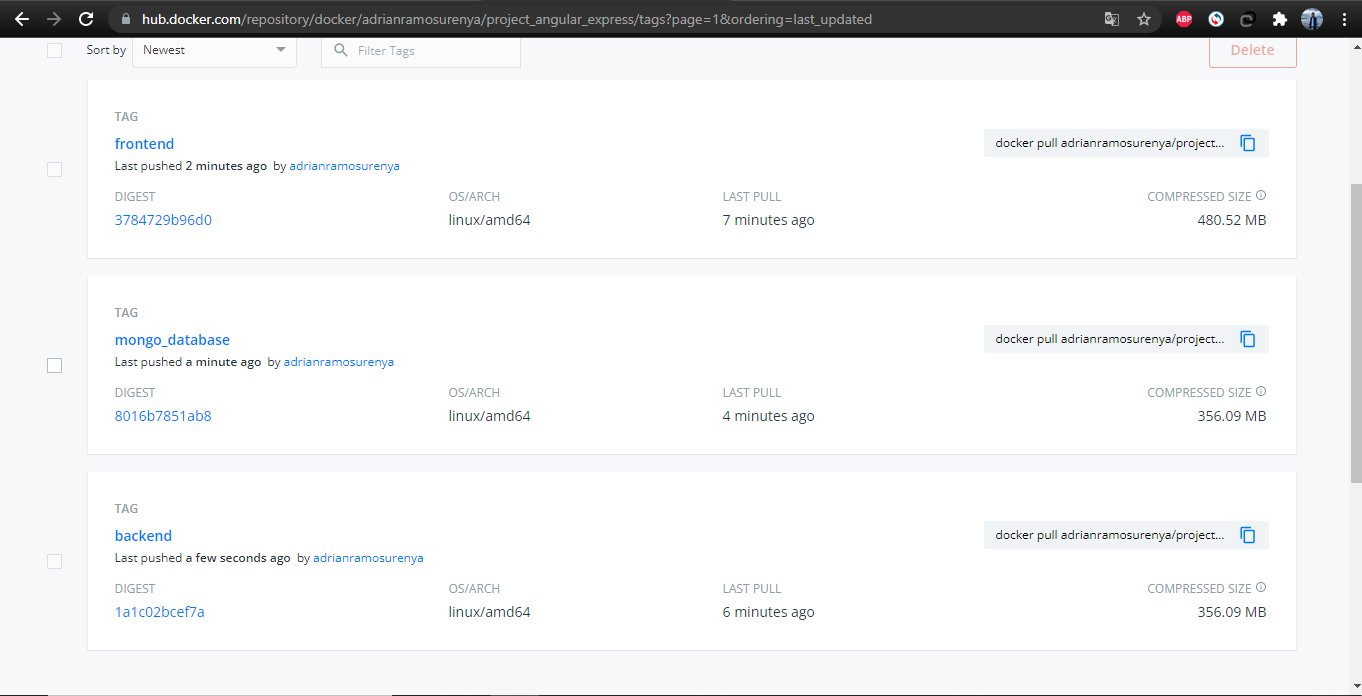 hub.docker.com/repository/docker/adrianramosurenya/project_angular_express/tags?page=1&ordering=last_updated
ABP
Sort by Newest Filter Tags Delete
TAG
frontend docker pull adrianramosurenya/project...
Last pushed 2 minutes ago by adrianramosurenya
DIGEST OS/ARCH LAST PULL COMPRESSED SIZE
3784729b96d0 linux/amd64 7 minutes ago 480.52 MB
TAG
mongo_database docker pull adrianramosurenya/project...
Last pushed a minute ago by adrianramosurenya
DIGEST OS/ARCH LAST PULL COMPRESSED SIZE
8016b7851ab8 linux/amd64 4 minutes ago 356.09 MB
TAG
backend docker pull adrianramosurenya/project...
Last pushed a few seconds ago by adrianramosurenya
DIGEST OS/ARCH LAST PULL COMPRESSED SIZE
1a1c02bcef7a linux/amd64 6 minutes ago 356.09 MB